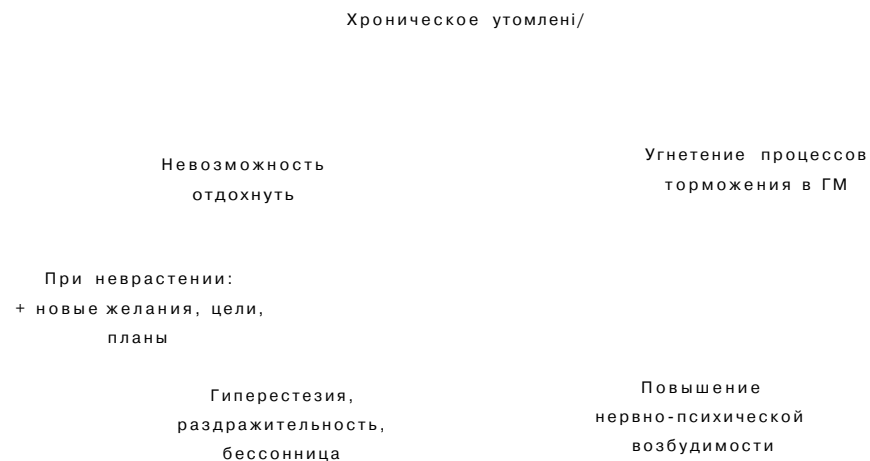 Хроническое утомлені/
Невозможность
отдохнуть
Угнетение процессов
торможения в ГМ
При неврастении:
+ новые желания, цели,
планы
Гиперестезия,
раздражительность,
бессонница
Повышение
нервно-психической
возбудимости